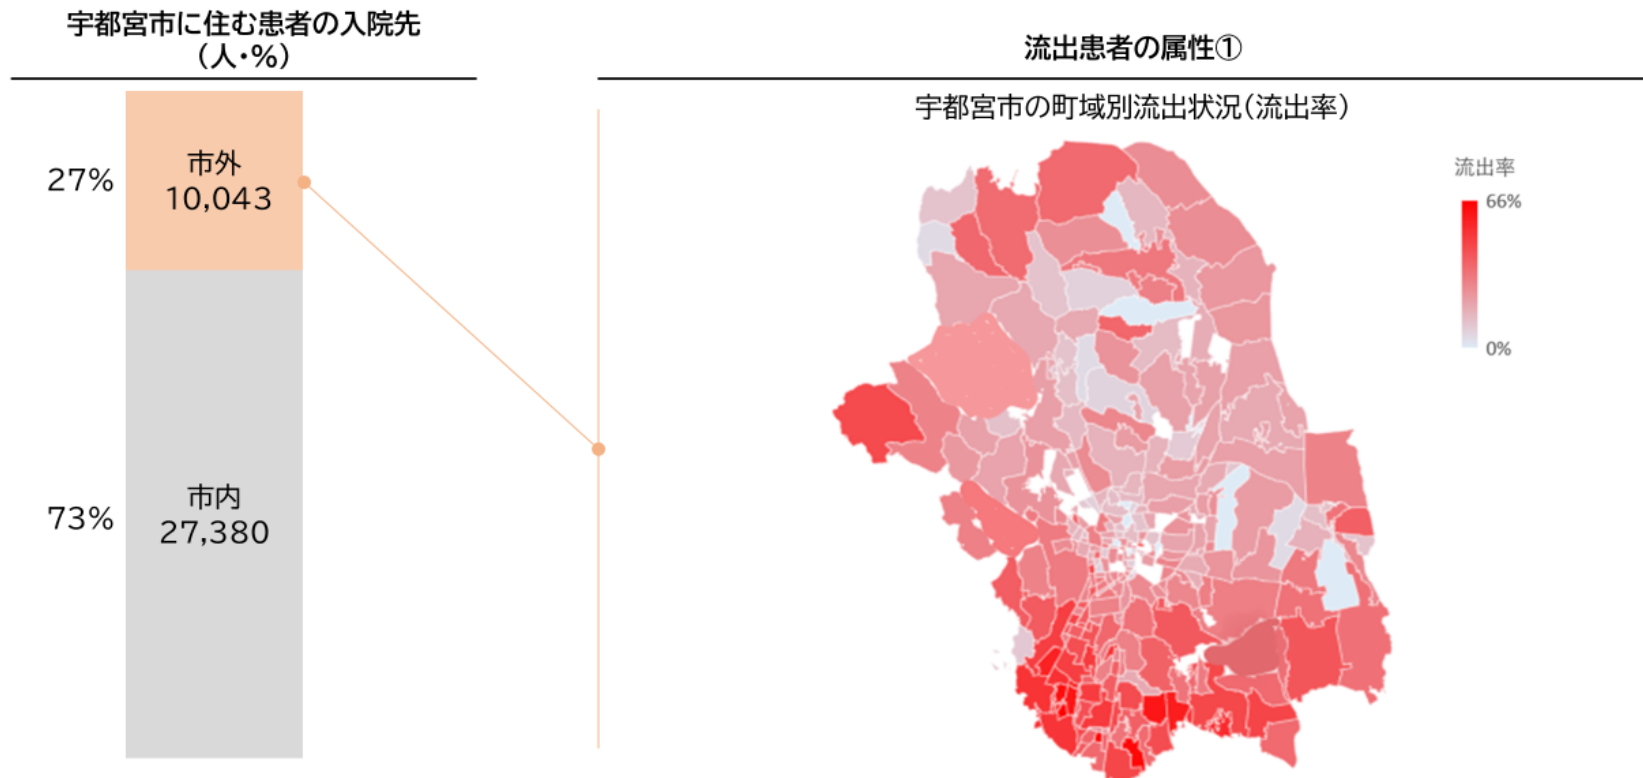 宇都宮市に住む患者の入院先
（人・%）
27%
市外
10,043
73%
市内
27,380
流出患者の属性①
宇都宮市の町域別流出状況（流出率）
流出率
66%
0%